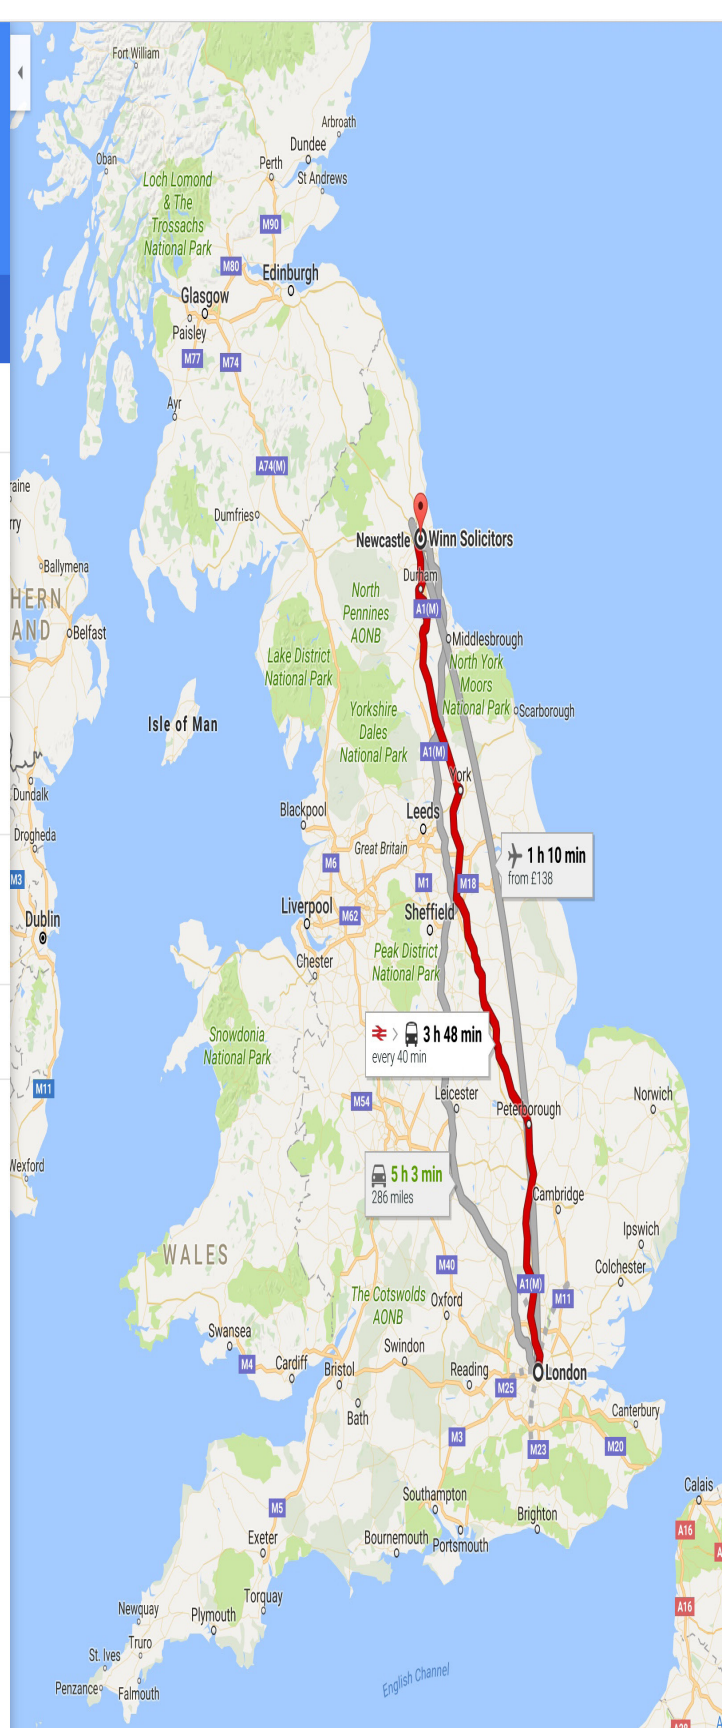 Fort William
Arbroath
Dundee
Oban
Perth
St Andrews
Loch Lomond
& The
Trossachs
National Park
M90
M80
Edinburgh
Glasgow
Paisley
M77
M74
Ayr
A74(M)
raine
rry
Dumfries
Newcastle
Winn Solicitors
Ballymena
Durham
HERN
AND
Belfast
North
Pennines
AONB
A1(M)
Middlesbrough
Lake District
National Park
North York
Moors
National Park
Scarborough
Isle of Man
Yorkshire
Dales
National Park
A1(M)
York
Dundalk
Blackpool
Leeds
Drogheda
Great Britain
1 h 10 min
from £138
M6
M3
M1
M18
Liverpool
M62
Sheffield
Dublin
Chester
Peak District
National Park
Snowdonia
National Park
3 h 48 min
every 40 min
M11
Leicester
Norwich
M54
Peterborough
Wexford
5 h 3 min
286 miles
Cambridge
Ipswich
WALES
M40
Colchester
A1(M)
M11
The Cotswolds
AONB
Oxford
Swansea
Swindon
M4
Cardiff
Bristol
Reading
London
M25
Bath
Canterbury
M3
M23
M20
Calais
Southampton
M5
Brighton
A16
Exeter
Bournemouth
Portsmouth
A16
Torquay
Newquay
Plymouth
Truro
St. Ives
Penzance
Falmouth
English Channel